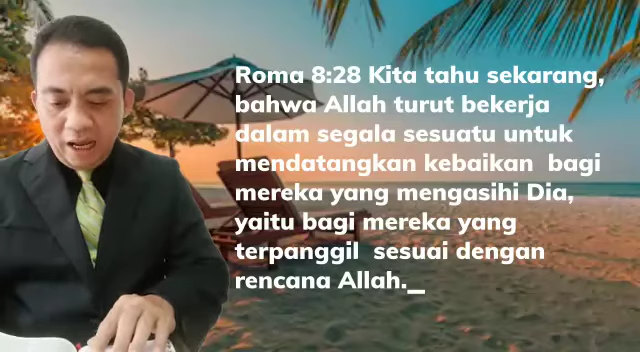 Roma 8:28 Kita tahu sekarang,
bahwa Allah turut bekerja
dalam segala sesuatu untuk
mendatangkan kebaikan  bagi
mereka yang mengasihi Dia,
yaitu bagi mereka yang
terpanggil  sesuai dengan
rencana Allah._